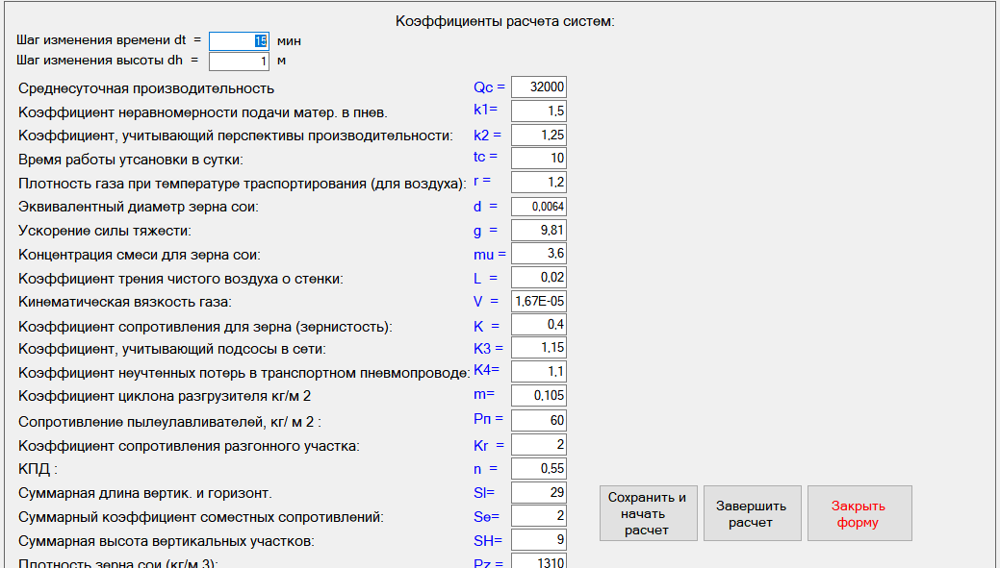 Коэффициенты расчета систем:
Шаг изменения времени dt = 15 мин
Шаг изменения высоты dh = 1 м
Среднесуточная производительность Qc = 32000
Коэффициент неравномерности подачи матер. в пнев. k1= 1,5
Коэффициент, учитывающий перспективы производительности: k2 = 1,25
Время работы утсановки в сутки: tc = 10
Плотность газа при температуре траспортирования (для воздуха): r = 1,2
Эквивалентный диаметр зерна сои: d = 0,0064
Ускорение силы тяжести: g = 9,81
Концентрация смеси для зерна сои: mu = 3,6
Коэффициент трения чистого воздуха о стенки: L = 0,02
Кинематическая вязкость газа: V = 1,67E-05
Коэффициент сопротивления для зерна (зернистость): K = 0,4
Коэффициент, учитывающий подсосы в сети: K3 = 1,15
Коэффициент неучтенных потерь в транспортном пневмопроводе: K4= 1,1
Коэффициент циклона разгрузителя кг/м 2 m= 0,105
Сопротивление пылеулавливателей, кг/ м 2 : Рп = 60
Коэффициент сопротивления разгонного участка: Kr = 2
КПД : n = 0,55
Суммарная длина вертик. и горизонт. Sl= 29
Суммарный коэффициент соместных сопротивлений: Se= 2
Суммарная высота вертикальных участков: SH= 9
Плотность зерна сои (кг/м 3): Pz = 1310
Сохранить и
начать
расчет
Завершить
расчет
Закрыть
форму